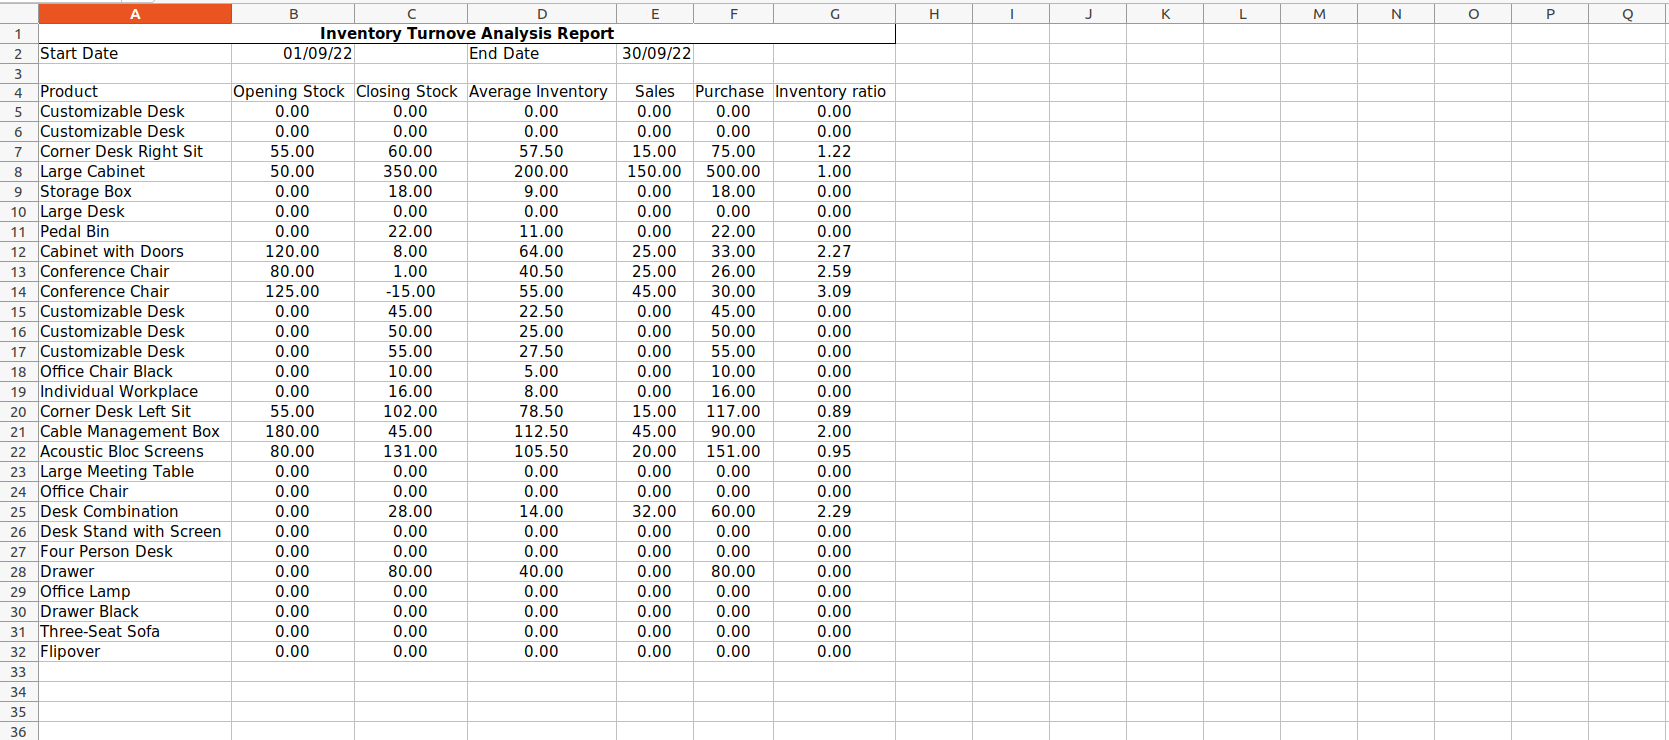 A B C D E F G H I J K L M N O P Q
1 Inventory Turnove Analysis Report
2 Start Date 01/09/22 End Date 30/09/22
3
4 Product Opening Stock Closing Stock Average Inventory Sales Purchase Inventory ratio
5 Customizable Desk 0.00 0.00 0.00 0.00 0.00 0.00
6 Customizable Desk 0.00 0.00 0.00 0.00 0.00 0.00
7 Corner Desk Right Sit 55.00 60.00 57.50 15.00 75.00 1.22
8 Large Cabinet 50.00 350.00 200.00 150.00 500.00 1.00
9 Storage Box 0.00 18.00 9.00 0.00 18.00 0.00
10 Large Desk 0.00 0.00 0.00 0.00 0.00 0.00
11 Pedal Bin 0.00 22.00 11.00 0.00 22.00 0.00
12 Cabinet with Doors 120.00 8.00 64.00 25.00 33.00 2.27
13 Conference Chair 80.00 1.00 40.50 25.00 26.00 2.59
14 Conference Chair 125.00 -15.00 55.00 45.00 30.00 3.09
15 Customizable Desk 0.00 45.00 22.50 0.00 45.00 0.00
16 Customizable Desk 0.00 50.00 25.00 0.00 50.00 0.00
17 Customizable Desk 0.00 55.00 27.50 0.00 55.00 0.00
18 Office Chair Black 0.00 10.00 5.00 0.00 10.00 0.00
19 Individual Workplace 0.00 16.00 8.00 0.00 16.00 0.00
20 Corner Desk Left Sit 55.00 102.00 78.50 15.00 117.00 0.89
21 Cable Management Box 180.00 45.00 112.50 45.00 90.00 2.00
22 Acoustic Bloc Screens 80.00 131.00 105.50 20.00 151.00 0.95
23 Large Meeting Table 0.00 0.00 0.00 0.00 0.00 0.00
24 Office Chair 0.00 0.00 0.00 0.00 0.00 0.00
25 Desk Combination 0.00 28.00 14.00 32.00 60.00 2.29
26 Desk Stand with Screen 0.00 0.00 0.00 0.00 0.00 0.00
27 Four Person Desk 0.00 0.00 0.00 0.00 0.00 0.00
28 Drawer 0.00 80.00 40.00 0.00 80.00 0.00
29 Office Lamp 0.00 0.00 0.00 0.00 0.00 0.00
30 Drawer Black 0.00 0.00 0.00 0.00 0.00 0.00
31 Three-Seat Sofa 0.00 0.00 0.00 0.00 0.00 0.00
32 Flipover 0.00 0.00 0.00 0.00 0.00 0.00
33
34
35
36